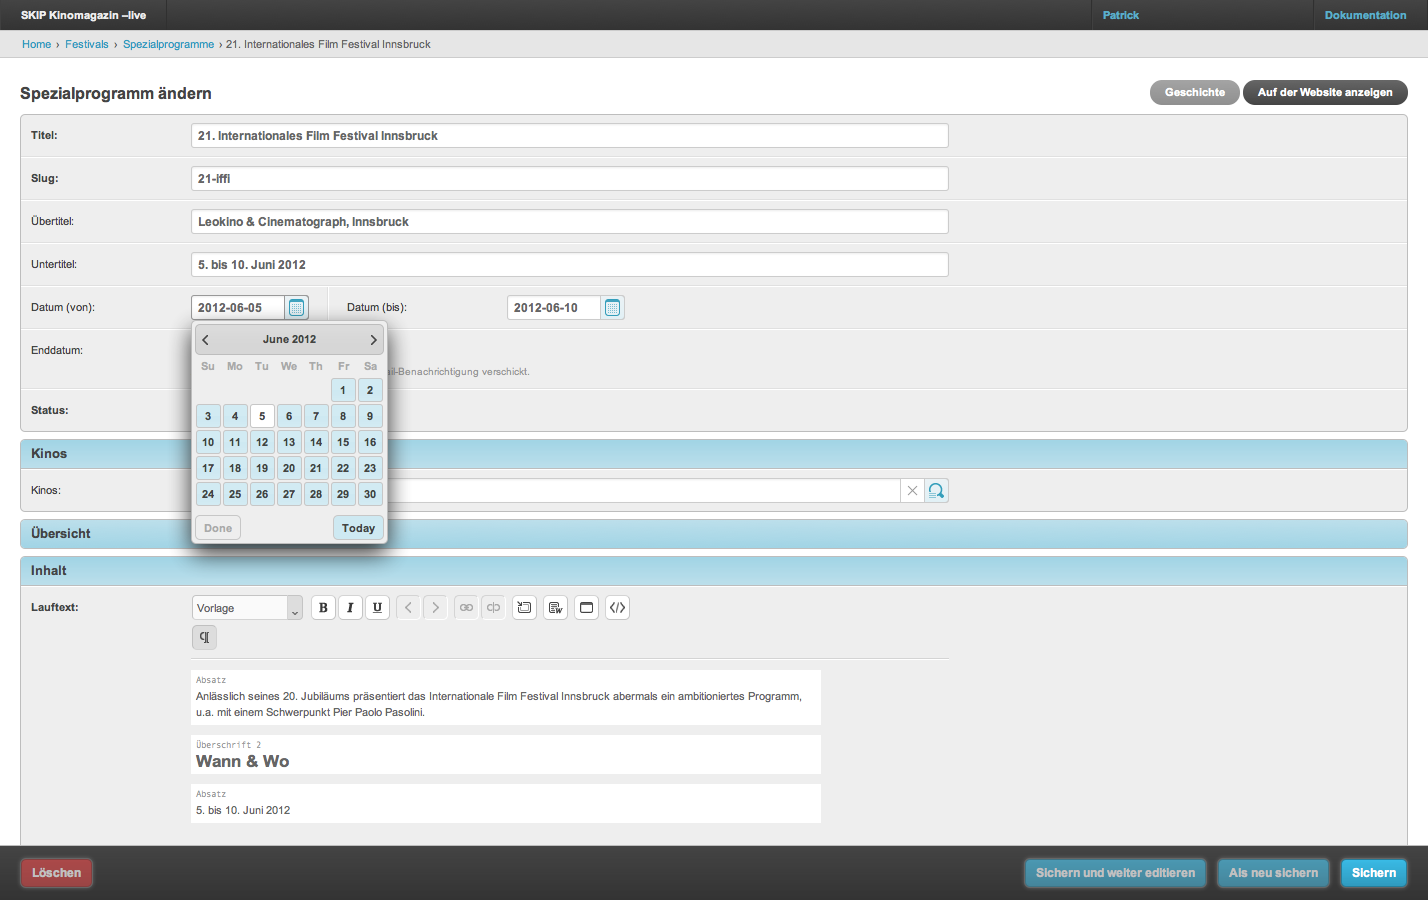 SKIP Kinomagazin –live Patrick Dokumentation
Home › Festivals › Spezialprogramme › 21. Internationales Film Festival Innsbruck
Spezialprogramm ändern Geschichte Auf der Website anzeigen
Titel: 21. Internationales Film Festival Innsbruck
Slug: 21-iffi
Übertitel: Leokino & Cinematograph, Innsbruck
Untertitel: 5. bis 10. Juni 2012
Datum (von): 2012-06-05 Datum (bis): 2012-06-10
June 2012
Enddatum:
Su Mo Tu We Th Fr Sa
il-Benachrichtigung verschickt.
1 2
Status:
3 4 5 6 7 8 9
10 11 12 13 14 15 16
Kinos
17 18 19 20 21 22 23
Kinos:
24 25 26 27 28 29 30
Done Today
Übersicht
Inhalt
Lauftext: Vorlage B I U
Absatz
Anlässlich seines 20. Jubiläums präsentiert das Internationale Film Festival Innsbruck abermals ein ambitioniertes Programm,
u.a. mit einem Schwerpunkt Pier Paolo Pasolini.
Überschrift 2
Wann & Wo
Absatz
5. bis 10. Juni 2012
Löschen Sichern und weiter editieren Als neu sichern Sichern